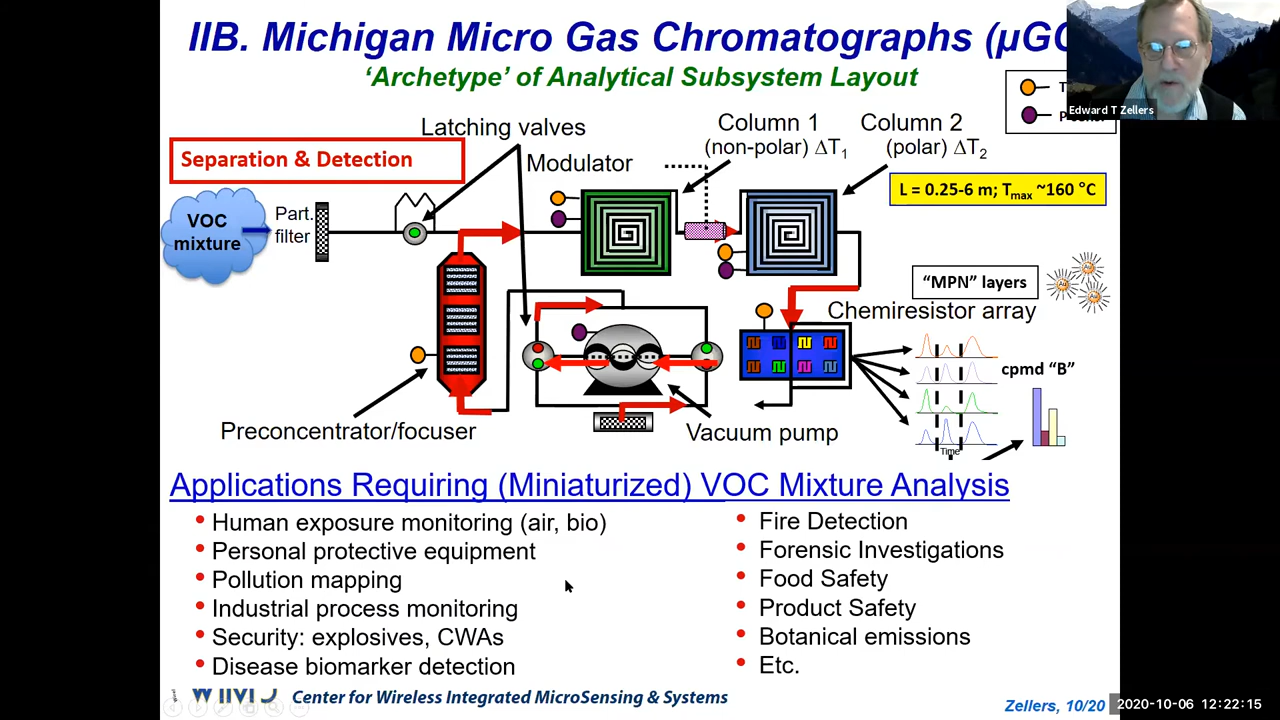 IIB. Michigan Micro Gas Chromatographs (µGC
'Archetype' of Analytical Subsystem Layout
Edward T Zellers
Latching valves
Column 1
(non-polar) ΔT1
Column 2
(polar) ΔT2
Separation & Detection
Modulator
L = 0.25-6 m; Tmax ~160 °C
VOC
mixture
Part.
filter
"MPN" layers
Au
Au
Au
Chemiresistor array
cpmd "B"
Time
Preconcentrator/focuser
Vacuum pump
Applications Requiring (Miniaturized) VOC Mixture Analysis
• Human exposure monitoring (air, bio)
• Personal protective equipment
• Pollution mapping
• Industrial process monitoring
• Security: explosives, CWAs
• Disease biomarker detection
• Fire Detection
• Forensic Investigations
• Food Safety
• Product Safety
• Botanical emissions
• Etc.
Center for Wireless Integrated MicroSensing & Systems
Zellers, 10/20
2020-10-06 12:22:15